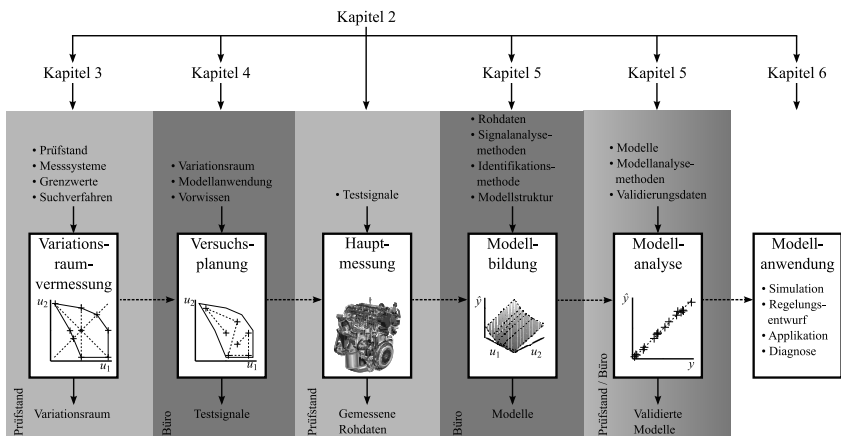 Kapitel 2
Kapitel 3
Kapitel 4
Kapitel 5
Kapitel 5
Kapitel 6
• Prüfstand
• Messsysteme
• Grenzwerte
• Suchverfahren
• Variationsraum
• Modellanwendung
• Vorwissen
• Testsignale
• Rohdaten
• Signalanalyse-
methoden
• Identifikations-
methode
• Modellstruktur
• Modelle
• Modellanalyse-
methoden
• Validierungsdaten
Variations-
raum-
vermessung
u2
u1
Versuchs-
planung
u2
u1
Haupt-
messung
Modell-
bildung
ŷ
u1
u2
Modell-
analyse
ŷ
y
Modell-
anwendung
• Simulation
• Regelungs-
entwurf
• Applikation
• Diagnose
Prüfstand
Variationsraum
Büro
Testsignale
Prüfstand
Gemessene
Rohdaten
Büro
Modelle
Prüfstand / Büro
Validierte
Modelle